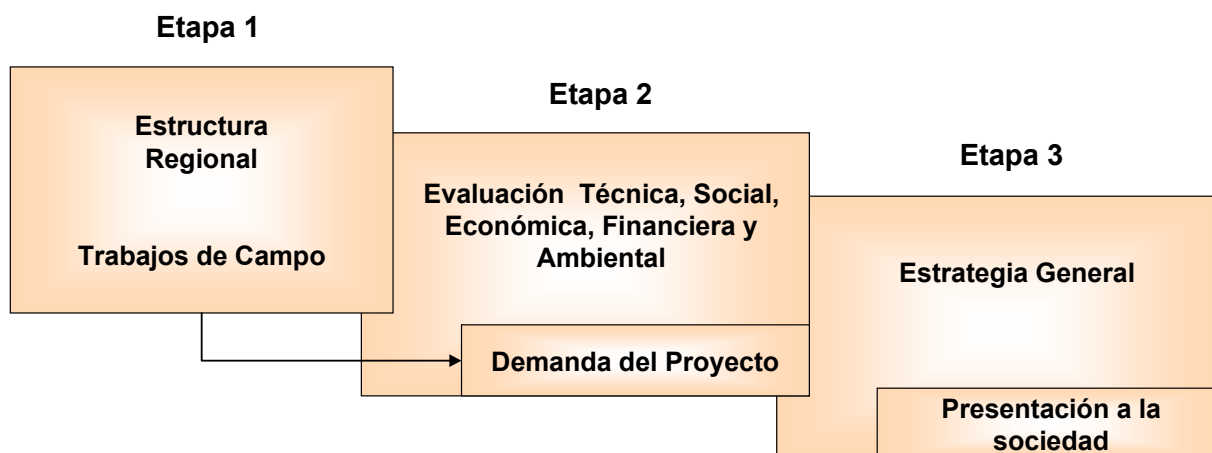 Etapa 1
Estructura
Regional
Trabajos de Campo
Etapa 2
Evaluación Técnica, Social,
Económica, Financiera y
Ambiental
Demanda del Proyecto
Etapa 3
Estrategia General
Presentación a la
sociedad